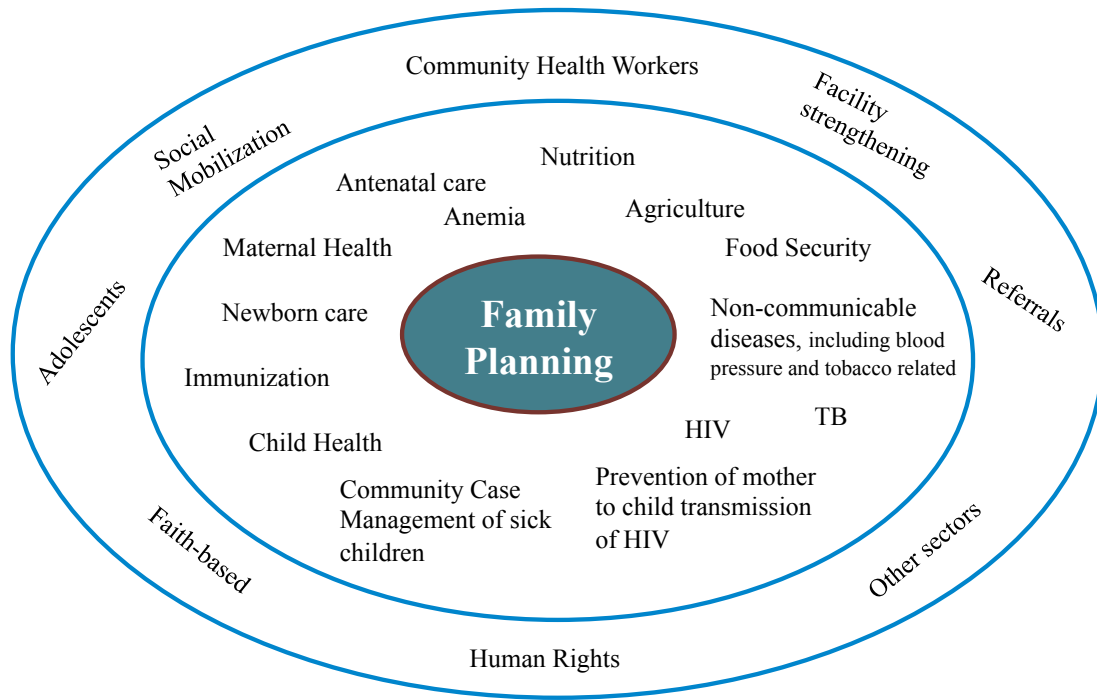 Community Health Workers
Facility
strengthening
Social
Mobilization
Nutrition
Antenatal care
Anemia
Agriculture
Maternal Health
Food Security
Adolescents
Referrals
Newborn care
Family
Planning
Non-communicable
diseases, including blood
pressure and tobacco related
Immunization
TB
HIV
Child Health
Prevention of mother
to child transmission
of HIV
Community Case
Management of sick
children
Faith-based
Other sectors
Human Rights